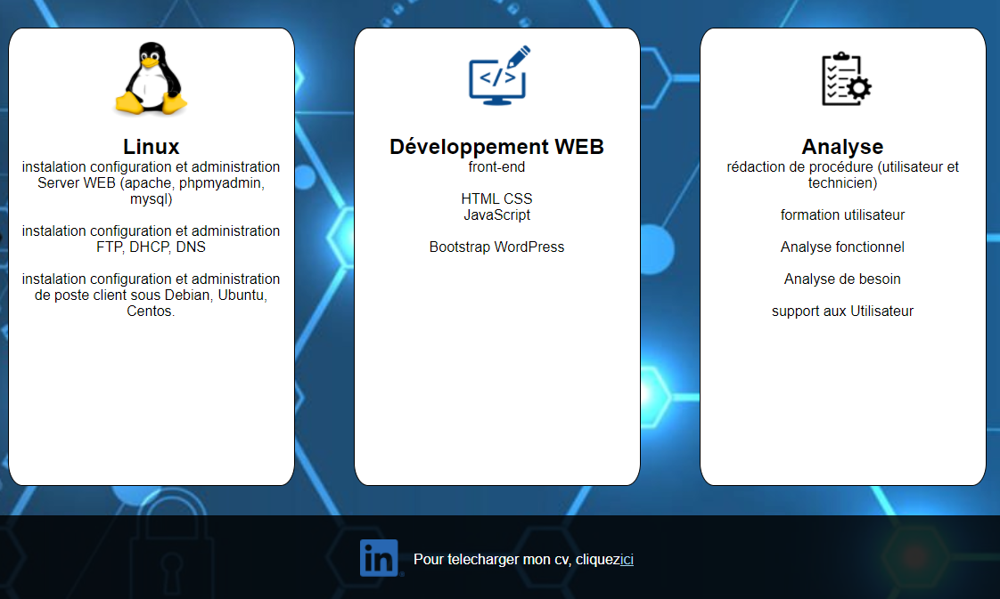 Linux
instalation configuration et administration
Server WEB (apache, phpmyadmin,
mysql)
instalation configuration et administration
FTP, DHCP, DNS
instalation configuration et administration
de poste client sous Debian, Ubuntu,
Centos.
Développement WEB
front-end
HTML CSS
JavaScript
Bootstrap WordPress
Analyse
rédaction de procédure (utilisateur et
technicien)
formation utilisateur
Analyse fonctionnel
Analyse de besoin
support aux Utilisateur
in
Pour telecharger mon cv, cliquezici